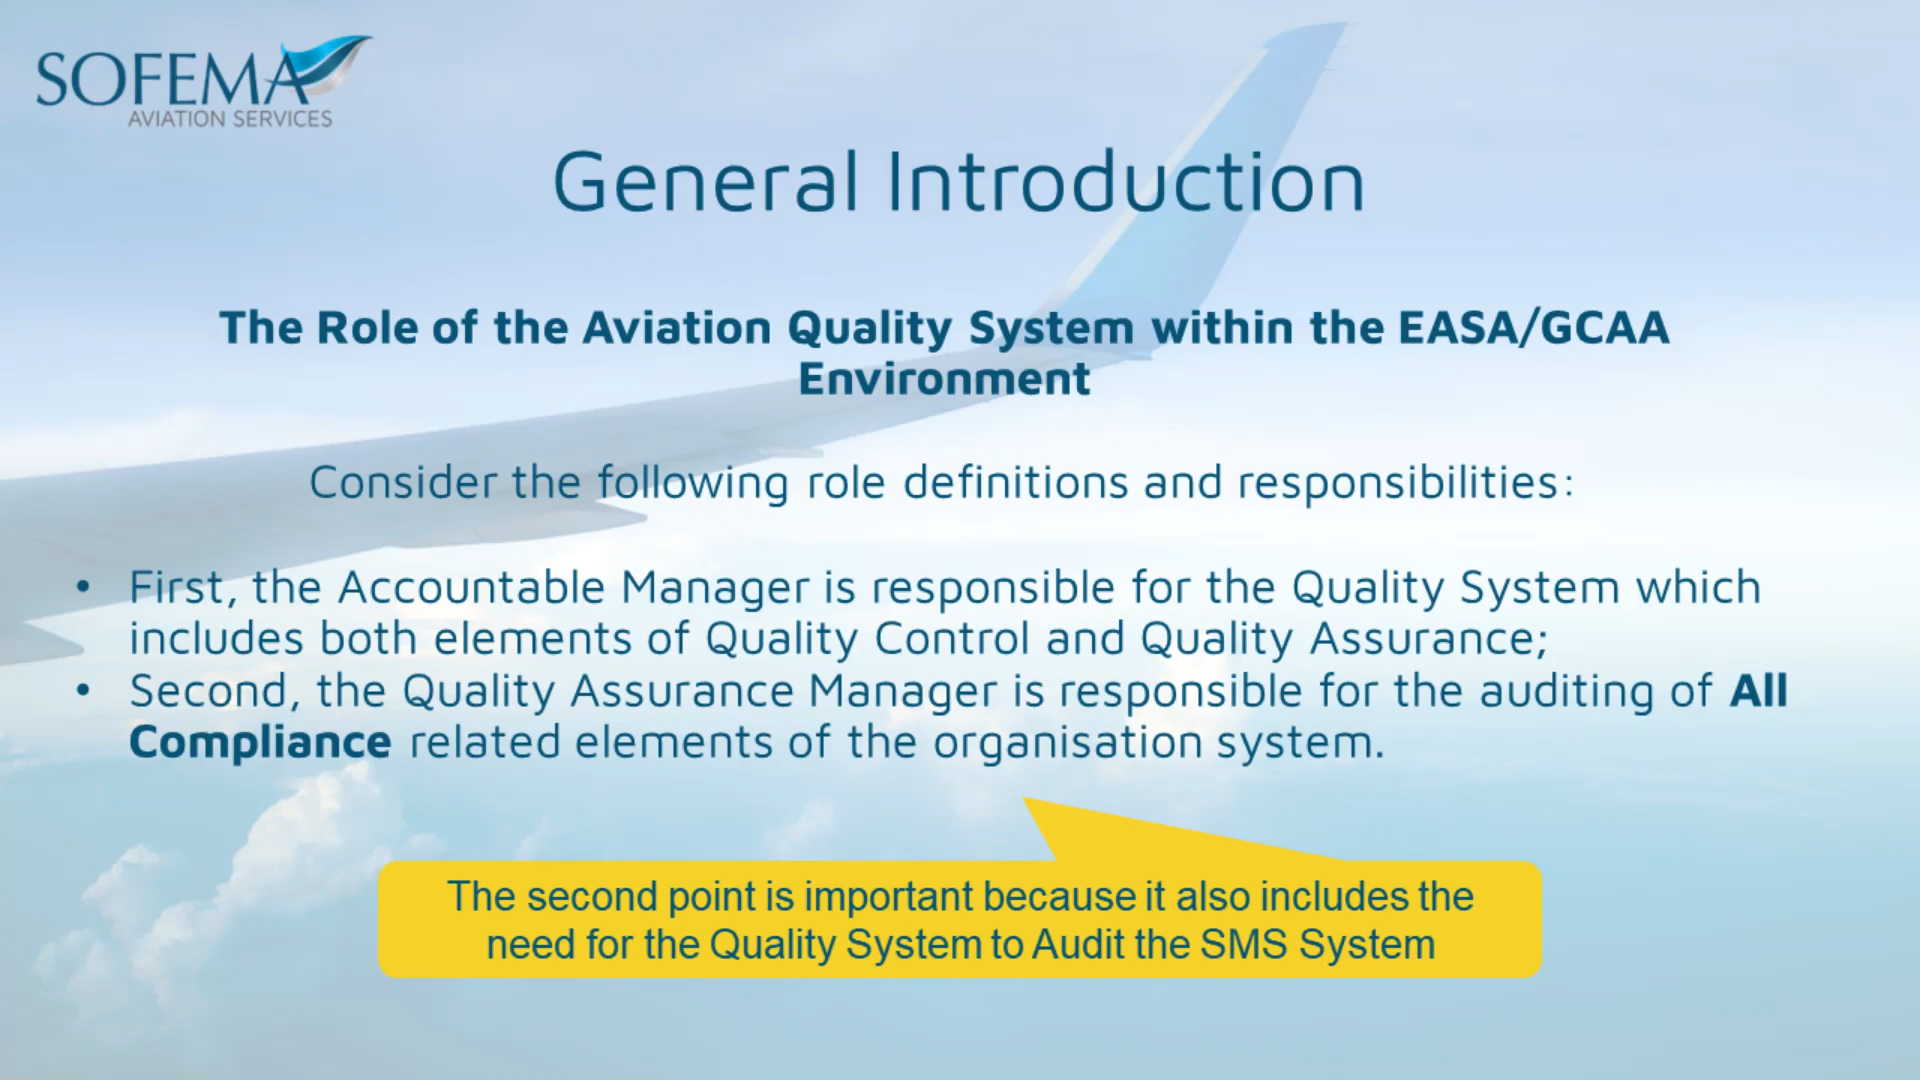 SOFEMA
AVIATION SERVICES
General Introduction
The Role of the Aviation Quality System within the EASA/GCAA
Environment
Consider the following role definitions and responsibilities:
• First, the Accountable Manager is responsible for the Quality System which
includes both elements of Quality Control and Quality Assurance;
• Second, the Quality Assurance Manager is responsible for the auditing of All
Compliance related elements of the organisation system.
The second point is important because it also includes the
need for the Quality System to Audit the SMS System